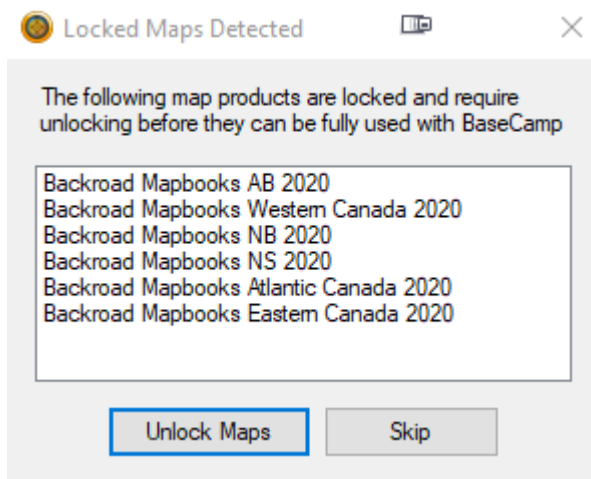 Locked Maps Detected
The following map products are locked and require
unlocking before they can be fully used with BaseCamp
Backroad Mapbooks AB 2020
Backroad Mapbooks Western Canada 2020
Backroad Mapbooks NB 2020
Backroad Mapbooks NS 2020
Backroad Mapbooks Atlantic Canada 2020
Backroad Mapbooks Eastern Canada 2020
Unlock Maps
Skip